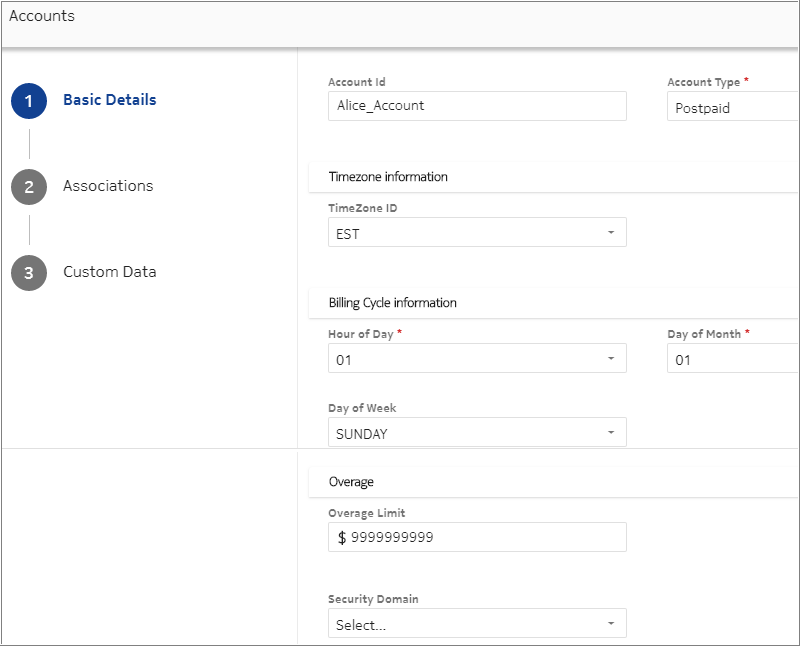 Accounts
1 Basic Details
2 Associations
3 Custom Data
Account Id Account Type *
Alice_Account Postpaid
Timezone information
TimeZone ID
EST
Billing Cycle information
Hour of Day * Day of Month *
01 01
Day of Week
SUNDAY
Overage
Overage Limit
$ 9999999999
Security Domain
Select...